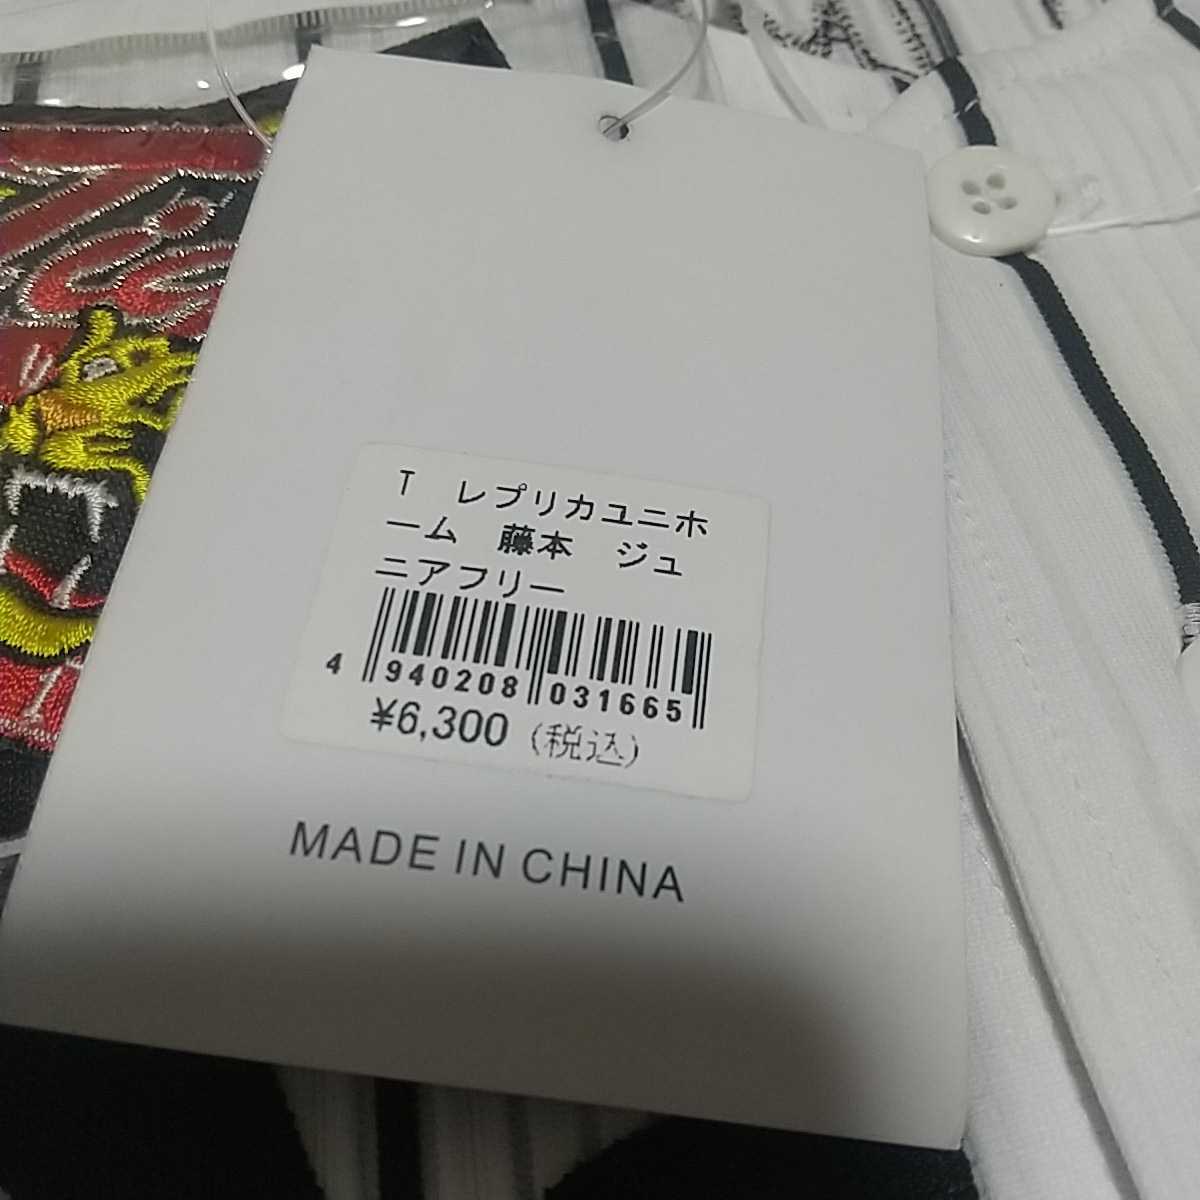 T レプリカユニホ
ーム 藤本 ジュ
ニアフリー
4 940208 031665
¥6,300 (税込)
MADE IN CHINA